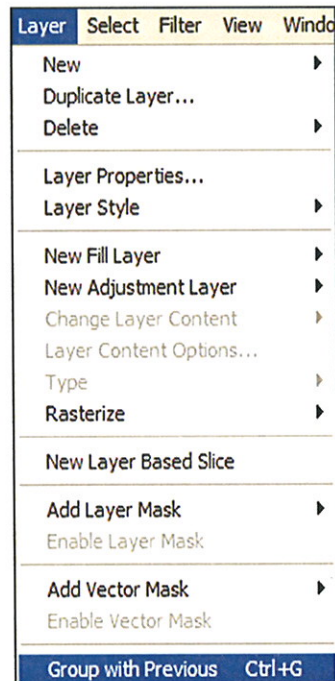 Layer Select Filter View Windo
New
Duplicate Layer...
Delete
Layer Properties...
Layer Style
New Fill Layer
New Adjustment Layer
Change Layer Content
Layer Content Options...
Type
Rasterize
New Layer Based Slice
Add Layer Mask
Enable Layer Mask
Add Vector Mask
Enable Vector Mask
Group with Previous Ctrl+G